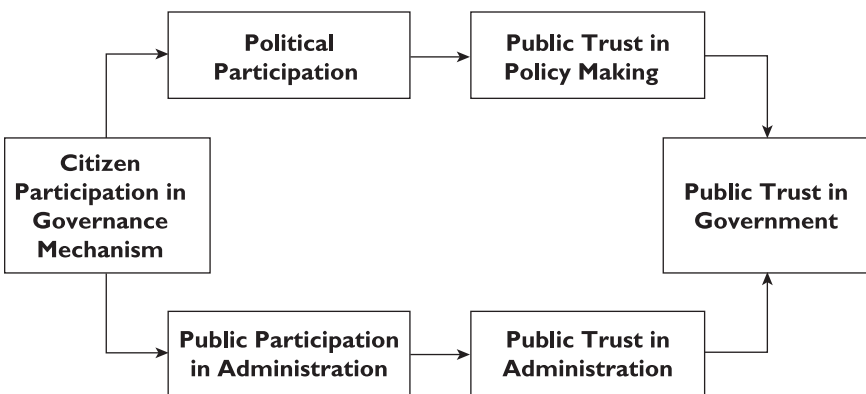 Political
Participation
Public Trust in
Policy Making
Citizen
Participation in
Governance
Mechanism
Public Trust in
Government
Public Participation
in Administration
Public Trust in
Administration